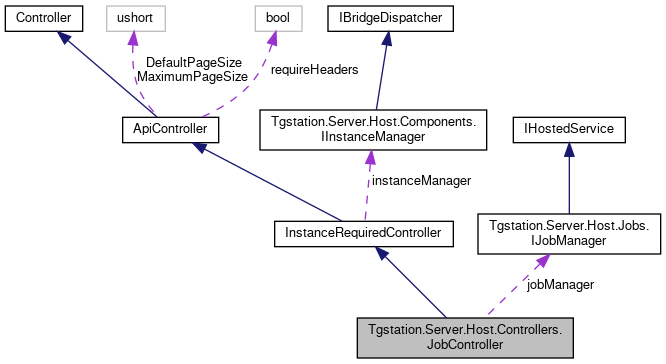 Controller
ushort
bool
IBridgeDispatcher
DefaultPageSize
MaximumPageSize
requireHeaders
ApiController
Tgstation.Server.Host.Components.
IInstanceManager
IHostedService
instanceManager
InstanceRequiredController
Tgstation.Server.Host.Jobs.
IJobManager
jobManager
Tgstation.Server.Host.Controllers.
JobController